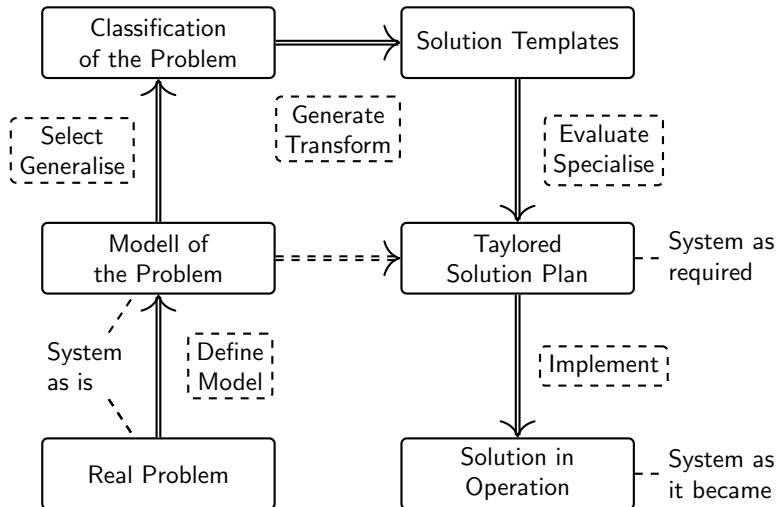 Classification
of the Problem
Solution Templates
Select
Generalise
Generate
Transform
Evaluate
Specialise
Modell of
the Problem
Taylored
Solution Plan
System as
required
System
as is
Define
Model
Implement
Real Problem
Solution in
Operation
System as
it became